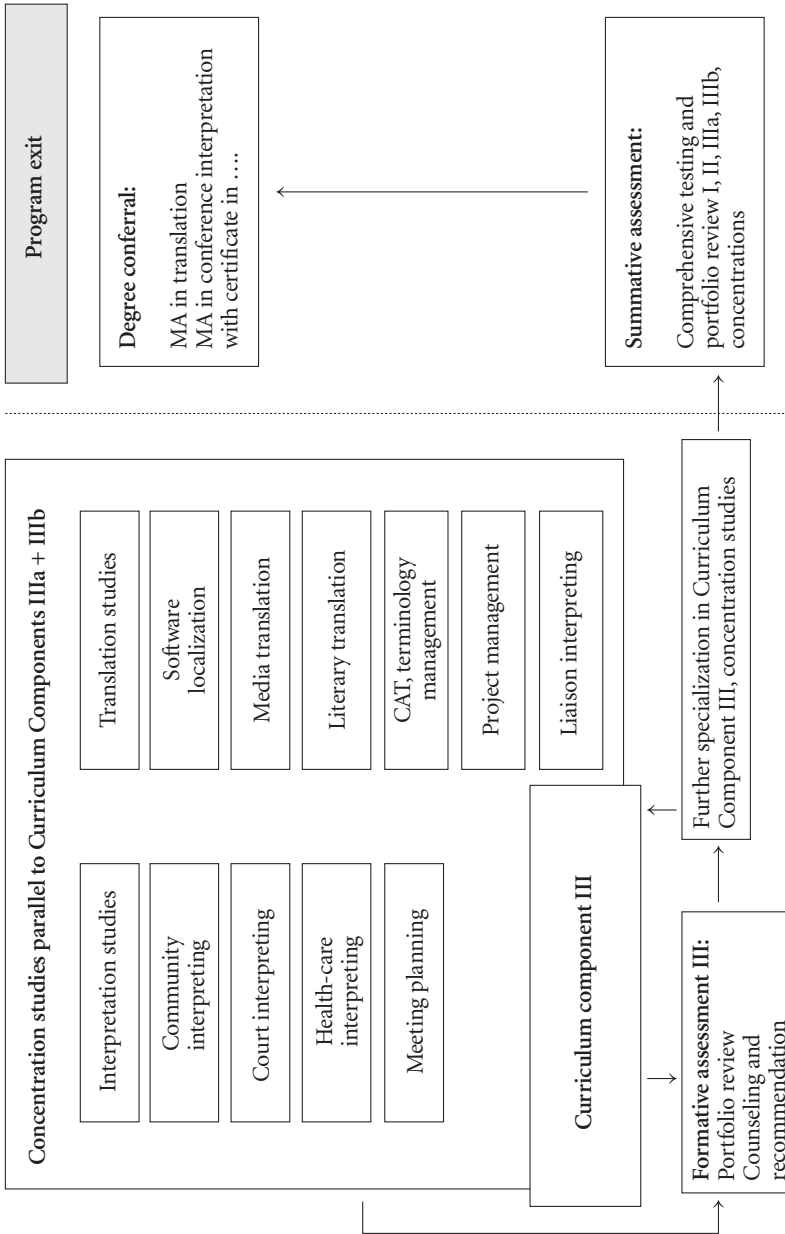 Concentration studies parallel to Curriculum Components IIIa + IIIb
Interpretation studies
Community
interpreting
Court interpreting
Health-care
interpreting
Meeting planning
Translation studies
Software
localization
Media translation
Literary translation
CAT, terminology
management
Project management
Liaison interpreting
Curriculum component III
Formative assessment III:
Portfolio review
Counseling and
recommendation
Further specialization in Curriculum
Component III, concentration studies
Program exit
Degree conferral:
MA in translation
MA in conference interpretation
with certificate in ….
Summative assessment:
Comprehensive testing and
portfolio review I, II, IIIa, IIIb,
concentrations